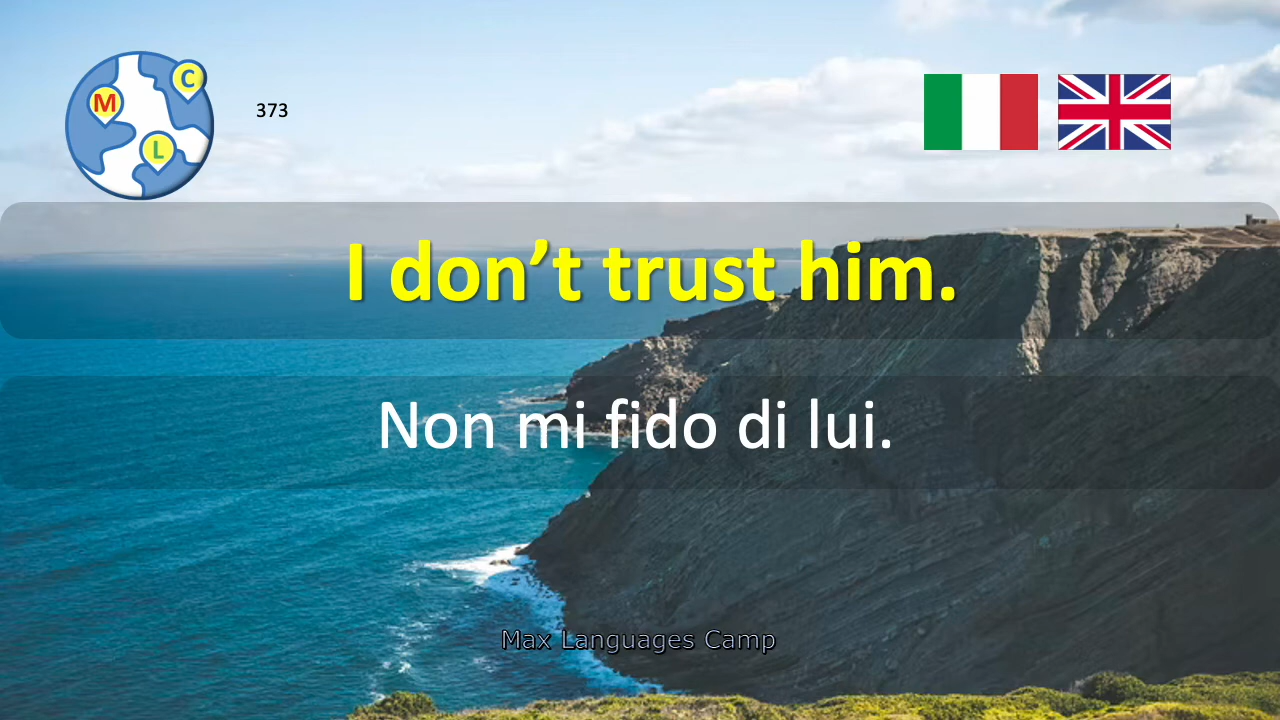 M
C
L
373
I don’t trust him.
Non mi fido di lui.
Max Languages Camp